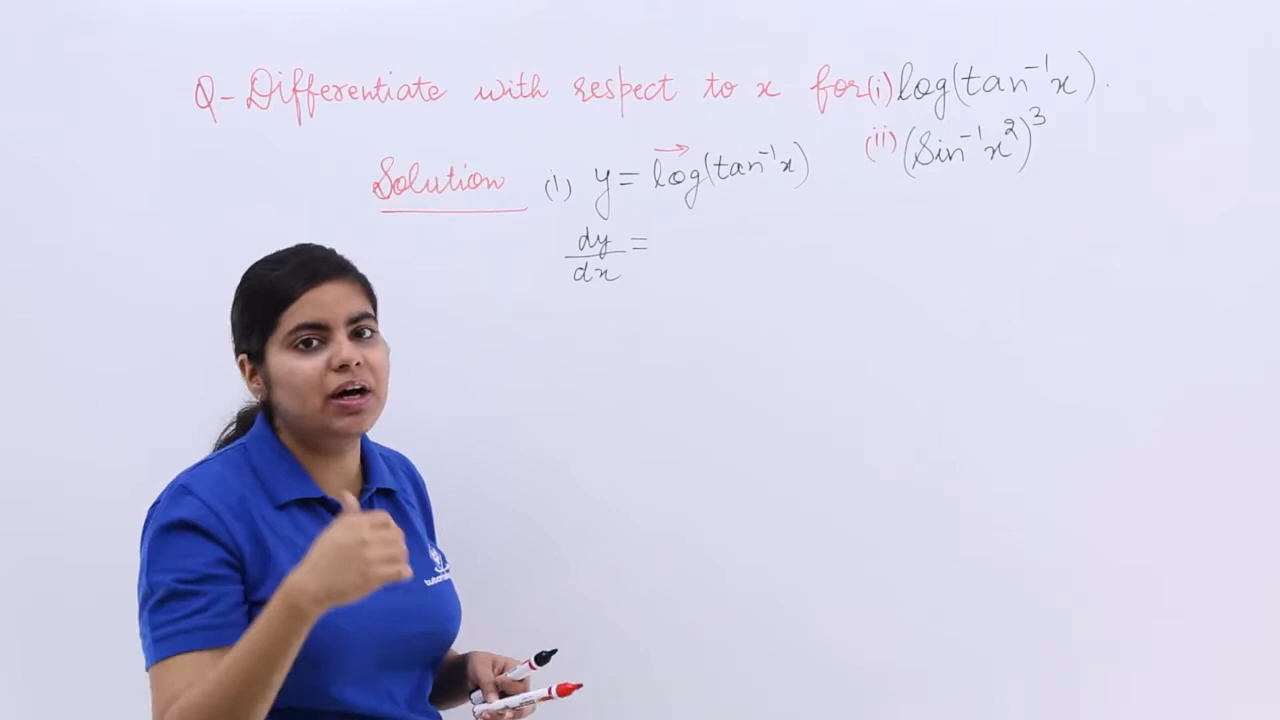 Q-Differentiate with respect to x for(i) log(tan⁻¹x).
(ii) (Sin⁻¹x²)³
Solution (i) y = log(tan⁻¹x)
dy/dx =